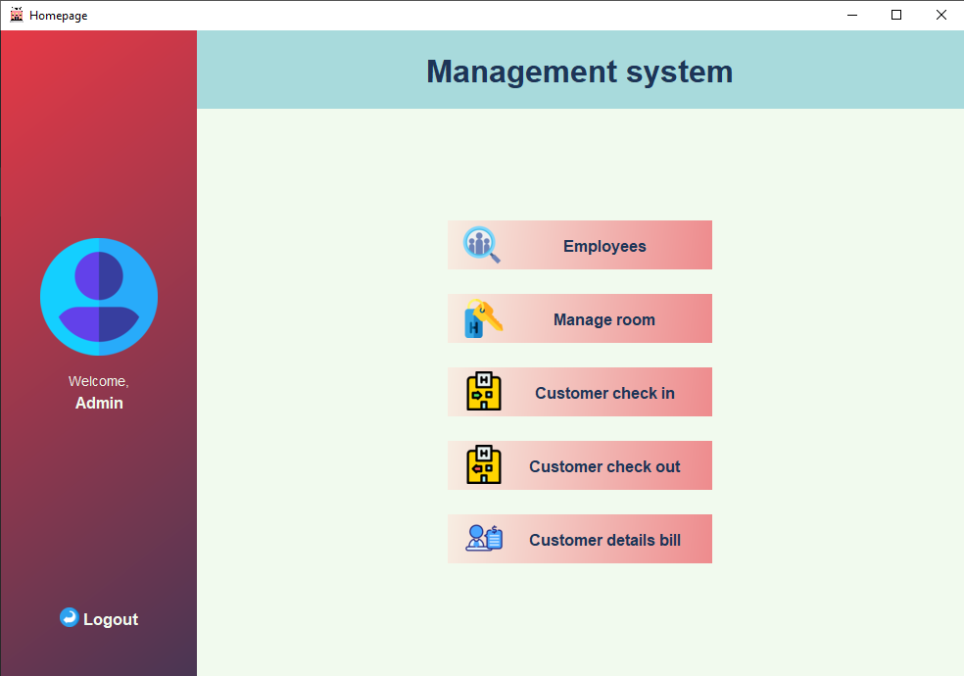 Homepage
Management system
Welcome,
Admin
Logout
Employees
H
Manage room
H
Customer check in
H
Customer check out
Customer details bill